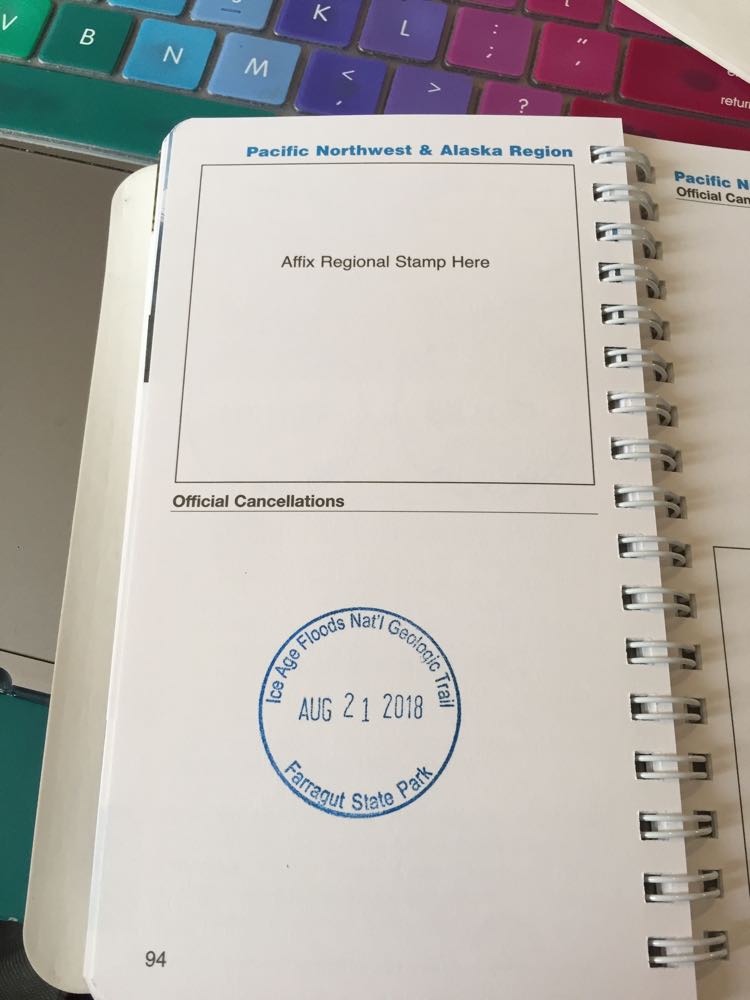 V
B
N
M
K
L
:
;
"
,
<
,
>
?
retur
Pacific Northwest & Alaska Region
Affix Regional Stamp Here
Official Cancellations
Ice Age Floods Nat'l Geologic Trail
AUG 21 2018
Farragut State Park
94
Pacific N
Official Can